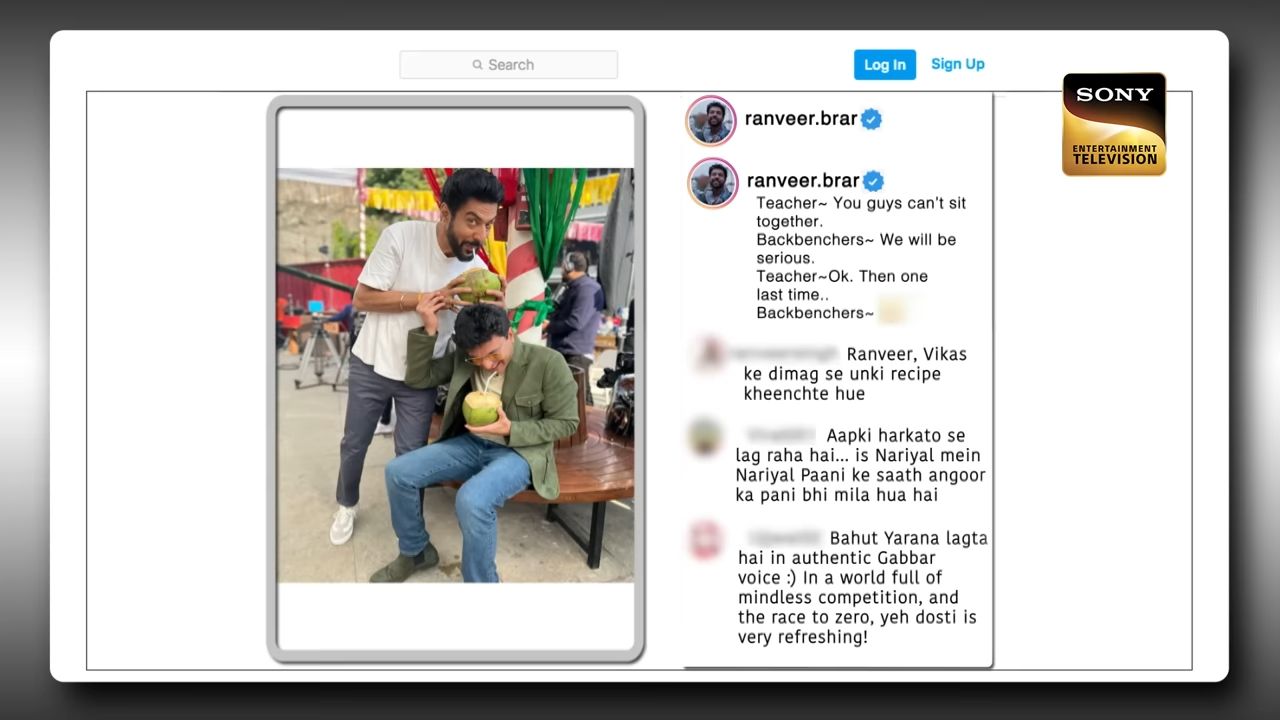 Search
Log In
Sign Up
SONY
ENTERTAINMENT
TELEVISION
ranveer.brar
ranveer.brar
Teacher~ You guys can't sit
together.
Backbenchers~ We will be
serious.
Teacher~Ok. Then one
last time..
Backbenchers~
Ranveer, Vikas
ke dimag se unki recipe
kheenchte hue
Aapki harkato se
lag raha hai... is Nariyal mein
Nariyal Paani ke saath angoor
ka pani bhi mila hua hai
Bahut Yarana lagta
hai in authentic Gabbar
voice :) In a world full of
mindless competition, and
the race to zero, yeh dosti is
very refreshing!